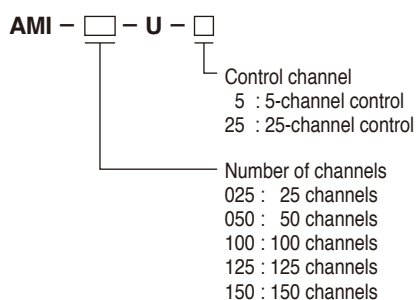 AMI – □ – U – □
Control channel
5 : 5-channel control
25 : 25-channel control
Number of channels
025 : 25 channels
050 : 50 channels
100 : 100 channels
125 : 125 channels
150 : 150 channels